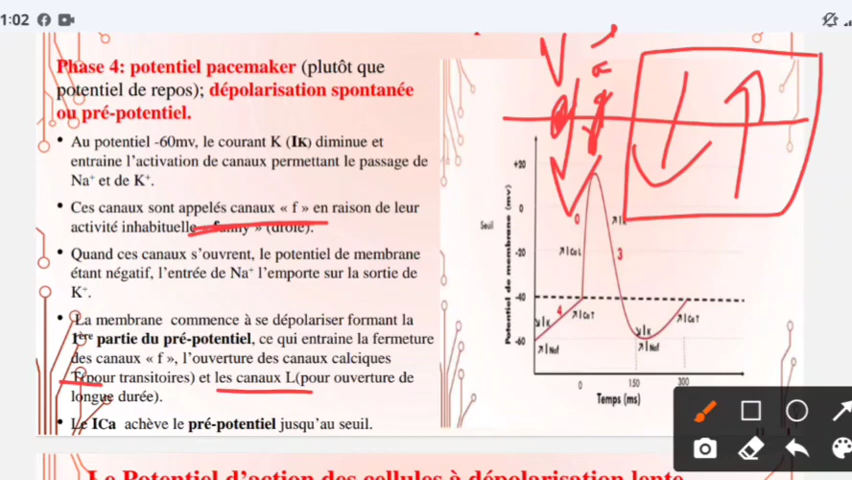 1:02
Phase 4: potentiel pacemaker (plutôt que
potentiel de repos); dépolarisation spontanée
ou pré-potentiel.
• Au potentiel -60mv, le courant K (IK) diminue et
entraine l'activation de canaux permettant le passage de
Na+ et de K+.
• Ces canaux sont appelés canaux « f » en raison de leur
activité inhabituelle « funny » (drôle).
• Quand ces canaux s'ouvrent, le potentiel de membrane
étant négatif, l'entrée de Na+ l'emporte sur la sortie de
K+.
• La membrane commence à se dépolariser formant la
1ère partie du pré-potentiel, ce qui entraine la fermeture
des canaux « f », l'ouverture des canaux calciques
T(pour transitoires) et les canaux L(pour ouverture de
longue durée).
• Le ICa achève le pré-potentiel jusqu'au seuil.
Potentiel de membrane (mv)
+20
0
-20
-40
-60
Seuil
0
3
4
↗ICaL
↗IK
↘IK
↗ICaT
↗INaf
↘IK
↗INaf
↗ICaT
0
150
300
Temps (ms)
Le Potentiel d'action des cellules à dépolarisation lente